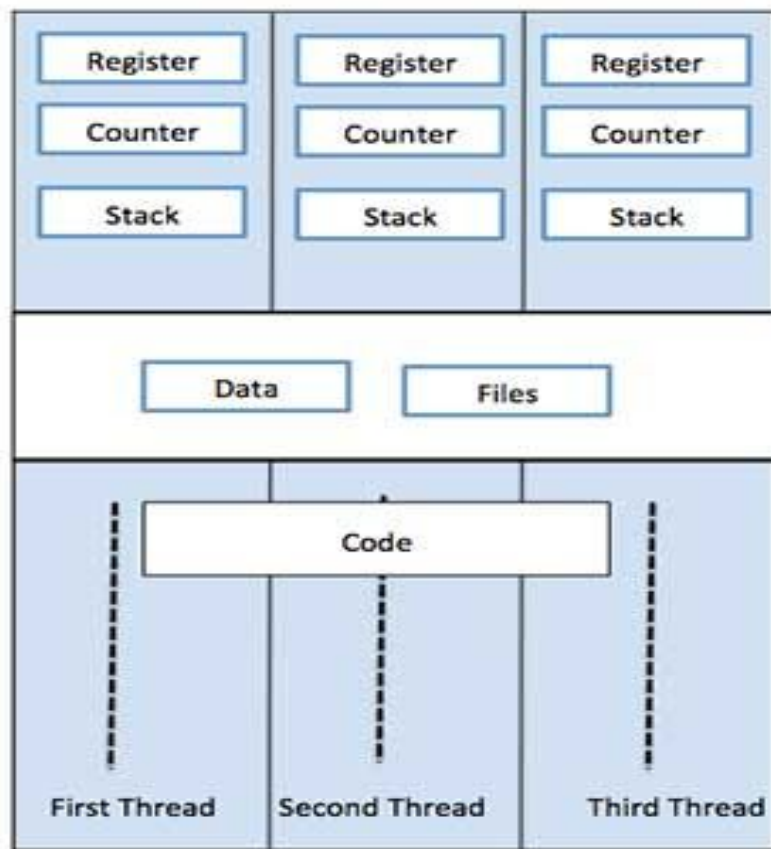 Register Register Register
Counter Counter Counter
Stack Stack Stack
Data Files
Code
First Thread Second Thread Third Thread